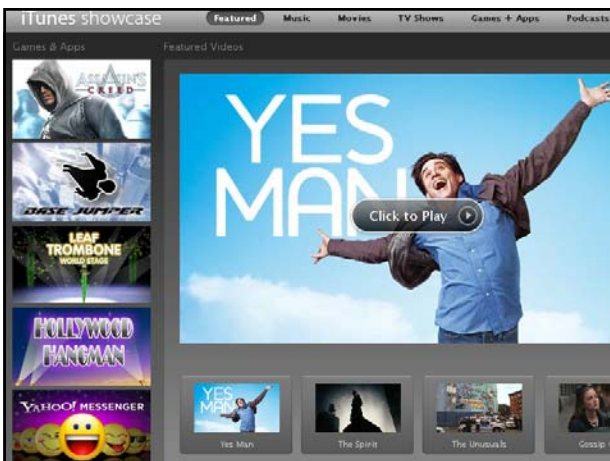 iTunes showcase
Featured Music Movies TV Shows Games + Apps Podcasts
Games & Apps
Featured Videos
ASSASSIN'S
CREED
BASE JUMPER
LEAF
TROMBONE
WORLD STAGE
HOLLYWOOD
HANGMAN
YAHOO! MESSENGER
YES
MAN
Click to Play
YES
MAN
Yes Man
The Spirit
The Unusuals
Gossip